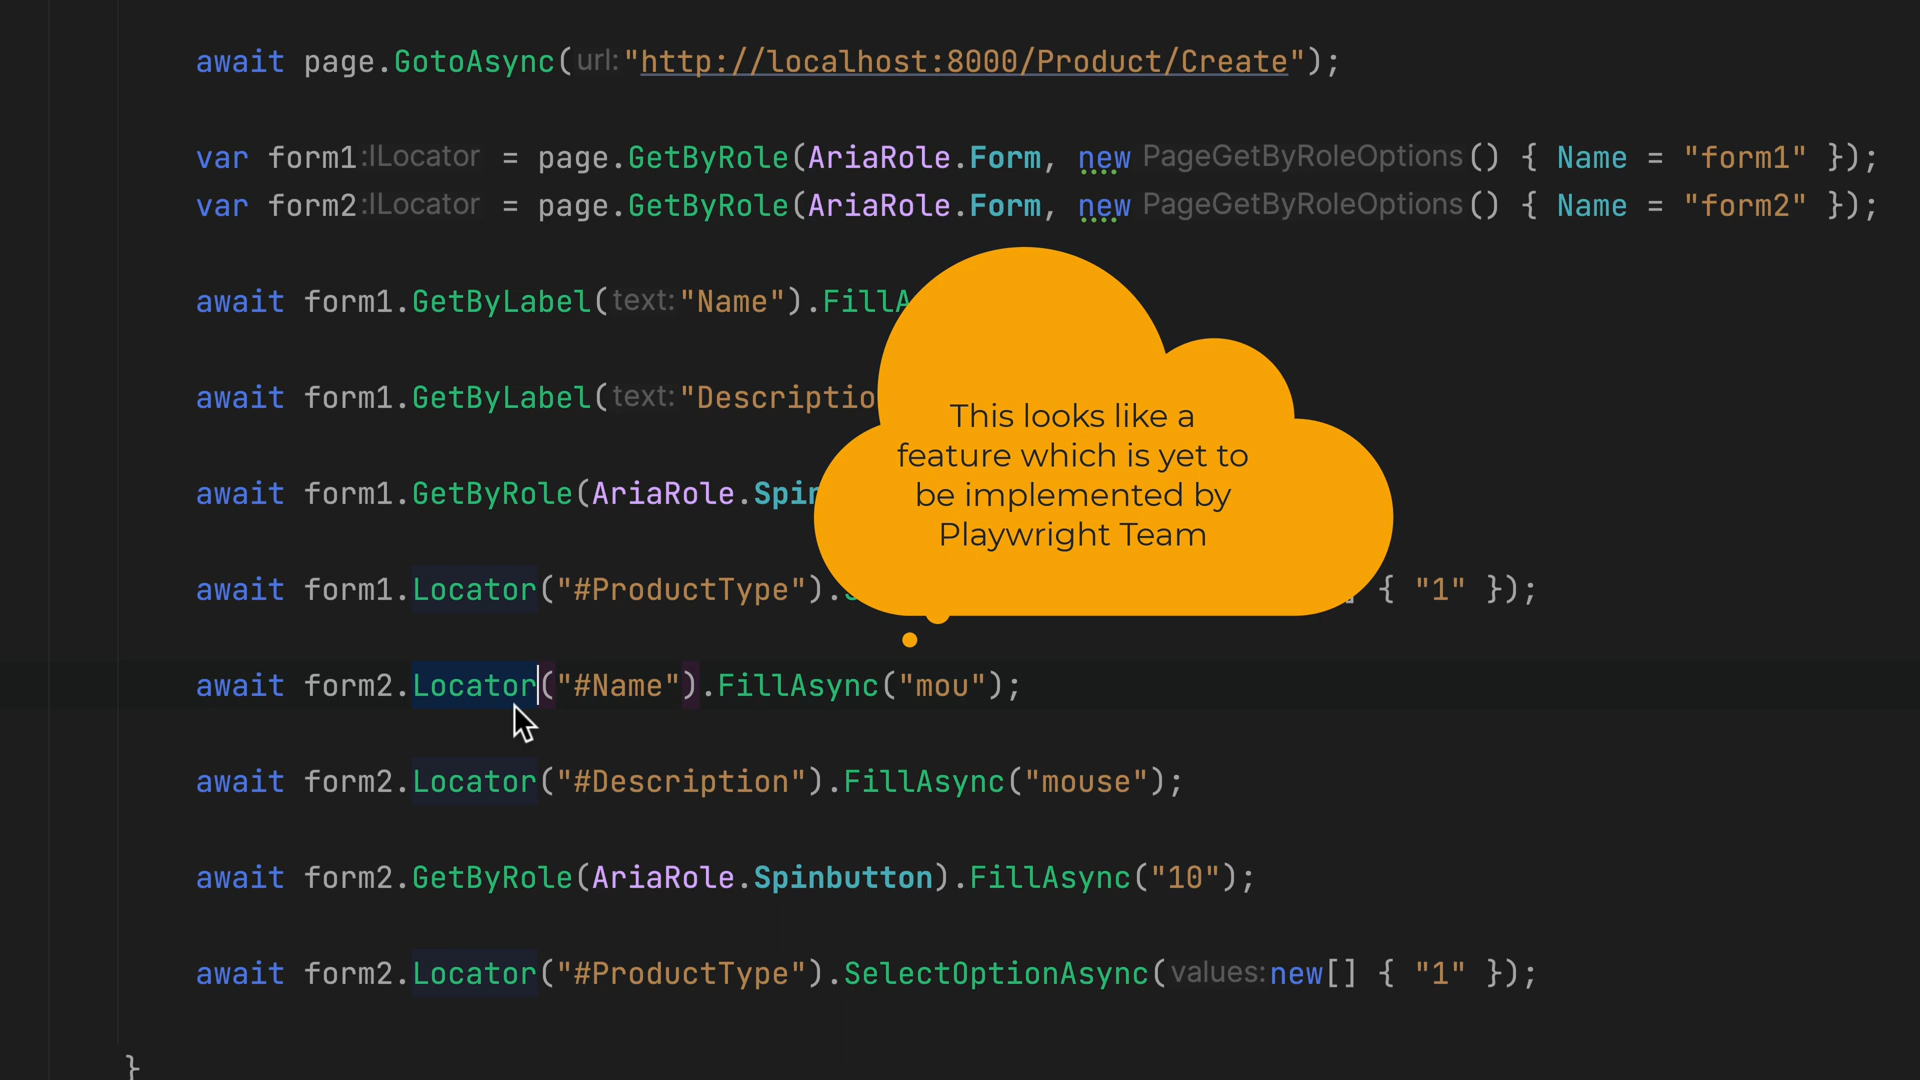 await page.GotoAsync( url: "http://localhost:8000/Product/Create");
var form1 :ILocator = page.GetByRole(AriaRole.Form, new PageGetByRoleOptions () { Name = "form1" });
var form2 :ILocator = page.GetByRole(AriaRole.Form, new PageGetByRoleOptions () { Name = "form2" });
await form1.GetByLabel( text: "Name").FillA
await form1.GetByLabel( text: "Descriptio
await form1.GetByRole(AriaRole.Spin
await form1.Locator("#ProductType"). { "1" });
This looks like a
feature which is yet to
be implemented by
Playwright Team
await form2.Locator("#Name").FillAsync("mou");
await form2.Locator("#Description").FillAsync("mouse");
await form2.GetByRole(AriaRole.Spinbutton).FillAsync("10");
await form2.Locator("#ProductType").SelectOptionAsync( values: new[] { "1" });
}